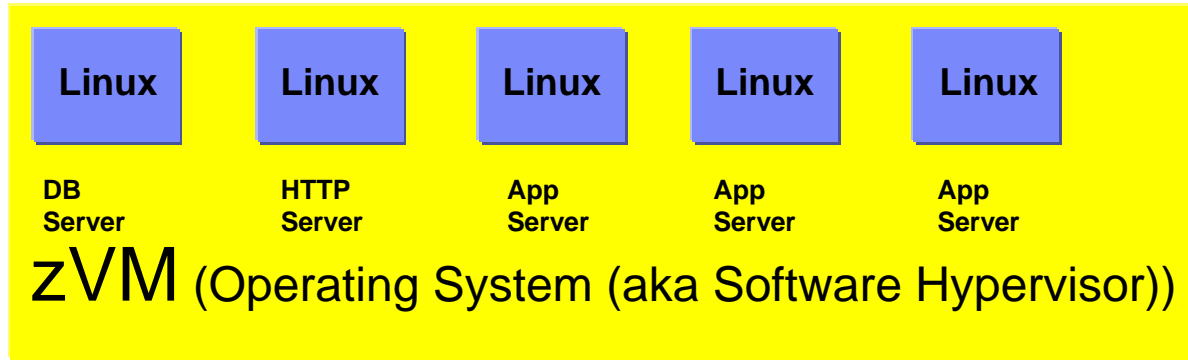 Linux
Linux
Linux
Linux
Linux
DB
Server
HTTP
Server
App
Server
App
Server
App
Server
zVM (Operating System (aka Software Hypervisor))